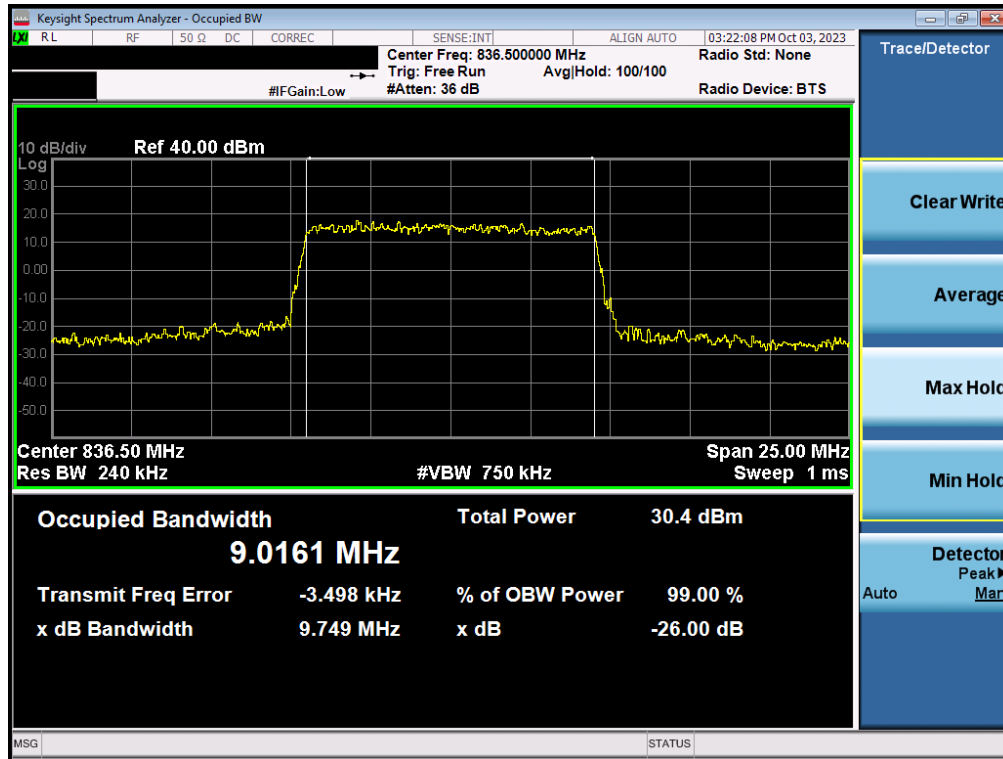 Keysight Spectrum Analyzer - Occupied BW
LXI RL RF 50 Ω DC CORREC SENSE:INT ALIGN AUTO 03:22:08 PM Oct 03, 2023
Center Freq: 836.500000 MHz Radio Std: None
Trig: Free Run Avg|Hold: 100/100
#IFGain:Low #Atten: 36 dB Radio Device: BTS
Trace/Detector
10 dB/div Ref 40.00 dBm
Log
30.0
20.0
10.0
0.00
-10.0
-20.0
-30.0
-40.0
-50.0
Center 836.50 MHz Span 25.00 MHz
Res BW 240 kHz #VBW 750 kHz Sweep 1 ms
Occupied Bandwidth Total Power 30.4 dBm
9.0161 MHz
Transmit Freq Error -3.498 kHz % of OBW Power 99.00 %
x dB Bandwidth 9.749 MHz x dB -26.00 dB
Clear Write
Average
Max Hold
Min Hold
Detector
Peak
Auto Man
MSG STATUS